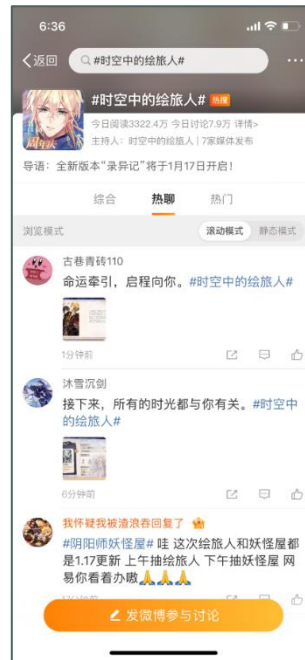 6:36
返回
#时空中的绘旅人#
#时空中的绘旅人# 热搜
今日阅读3322.4万 今日讨论7.9万 详情>
主持人：时空中的绘旅人 | 7家媒体发布
导语：全新版本“录异记”将于1月17日开启！
综合 热聊 热门
浏览模式 滚动模式 静态模式
古巷青砖110
命运牵引，启程向你。#时空中的绘旅人#
1分钟前
沐雪沉剑
接下来，所有的时光都与你有关。#时空中
的绘旅人#
6分钟前
我怀疑我被渣浪吞回复了
#阴阳师妖怪屋# 哇 这次绘旅人和妖怪屋都
是1.17更新 上午抽绘旅人 下午抽妖怪屋 网
易你看着办嗷🙏🙏🙏
发微博参与讨论